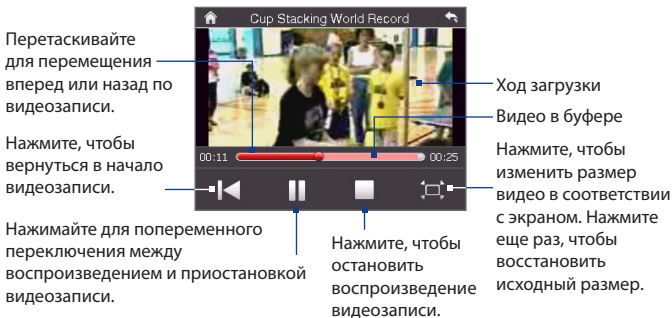 Cup Stacking World Record
Перетаскивайте
для перемещения
вперед или назад по
видеозаписи.
Ход загрузки
Видео в буфере
00:11
00:25
Нажмите, чтобы
вернуться в начало
видеозаписи.
Нажмите, чтобы
изменить размер
видео в соответствии
с экраном. Нажмите
еще раз, чтобы
восстановить
исходный размер.
Нажимайте для попеременного
переключения между
воспроизведением и приостановкой
видеозаписи.
Нажмите, чтобы
остановить
воспроизведение
видеозаписи.